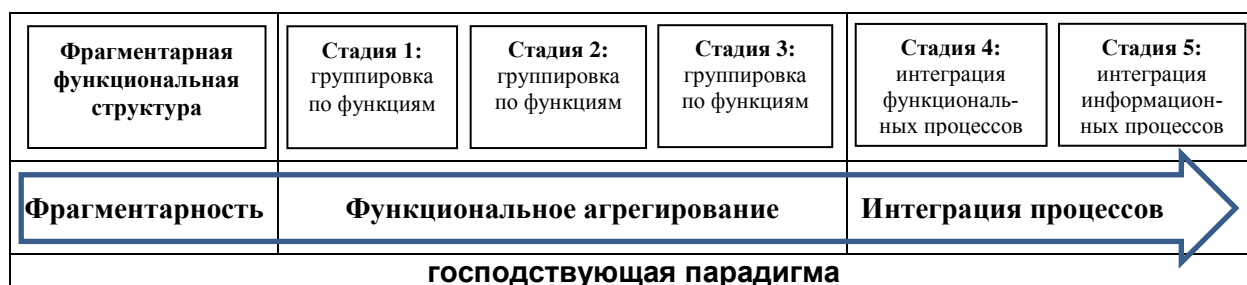 Фрагментарная
функциональная
структура
Стадия 1:
группировка
по функциям
Стадия 2:
группировка
по функциям
Стадия 3:
группировка
по функциям
Стадия 4:
интеграция
функциональ-
ных процессов
Стадия 5:
интеграция
информацион-
ных процессов
Фрагментарность
Функциональное агрегирование
Интеграция процессов
господствующая парадигма